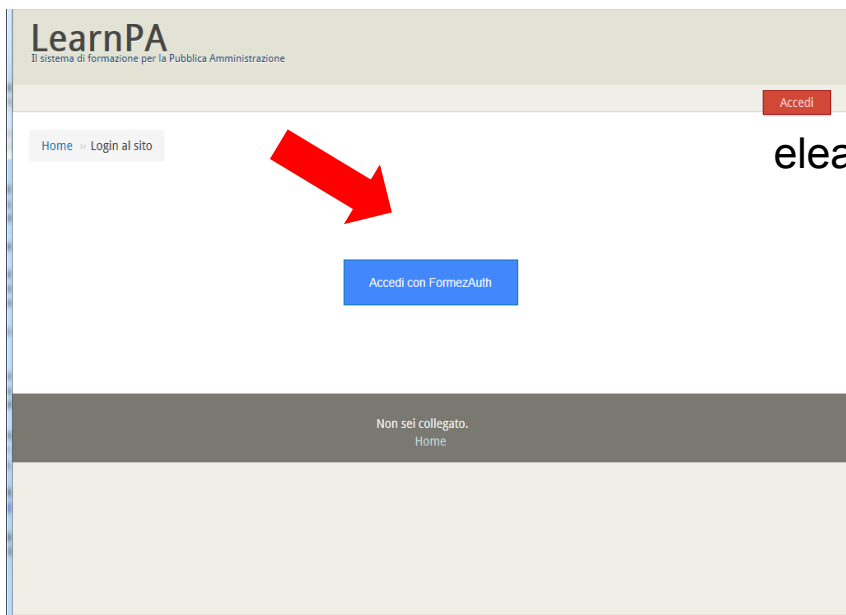 LearnPA
Il sistema di formazione per la Pubblica Amministrazione
Accedi
Home » Login al sito
elea
Accedi con FormezAuth
Non sei collegato.
Home